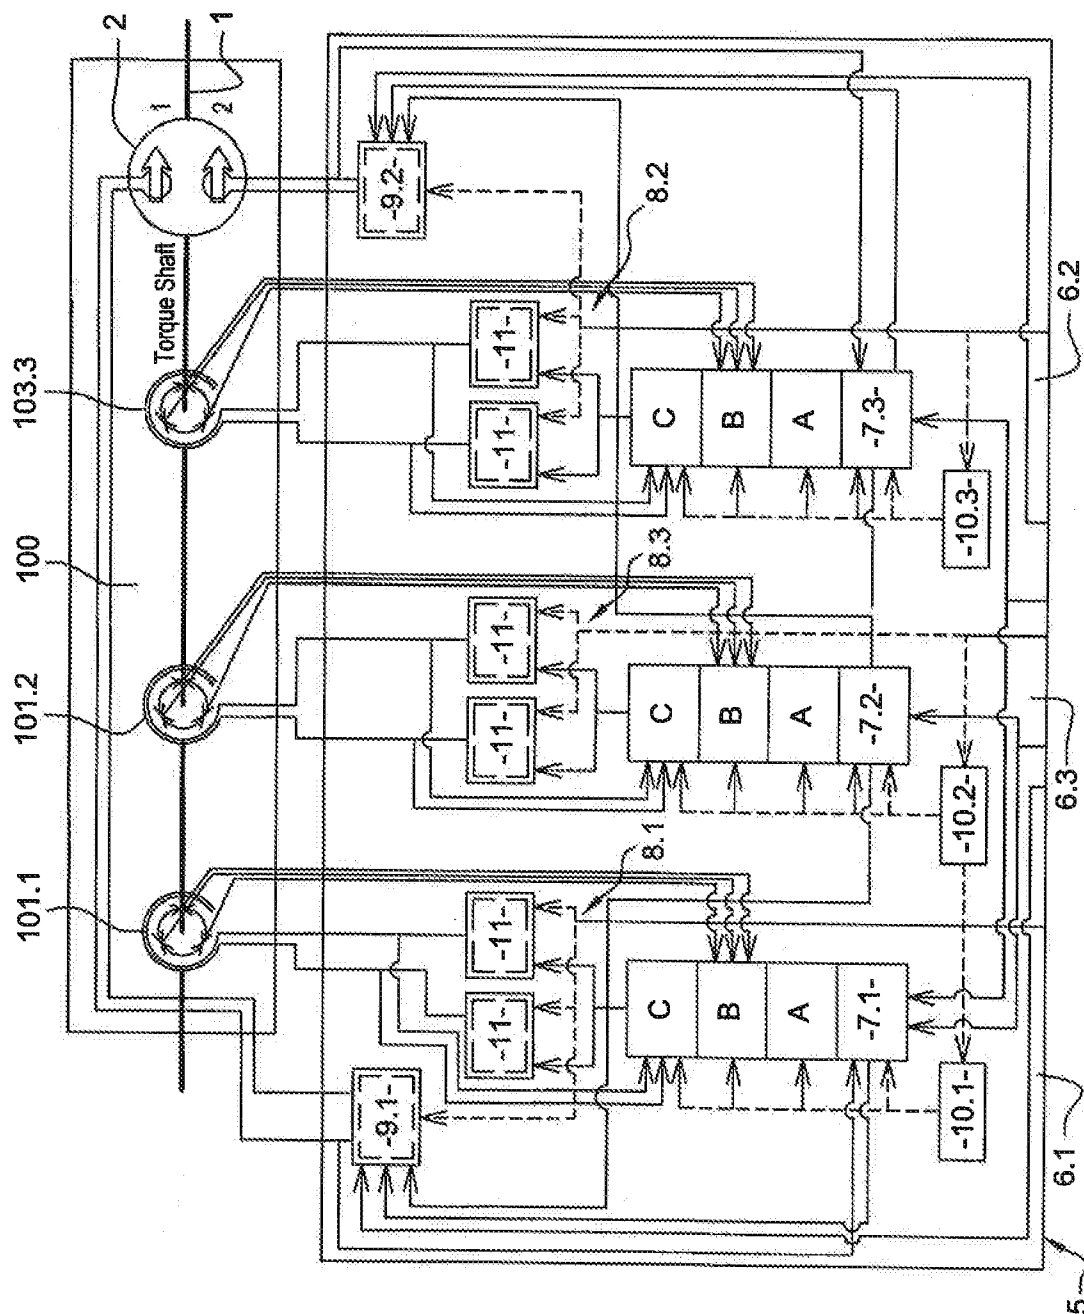 101.1
101.2
100
103.3
2
1
Torque Shaft
1
2
-9.1-
-9.2-
-11-
-11-
-11-
-11-
-11-
-11-
8.1
8.3
8.2
C
B
A
-7.1-
C
B
A
-7.2-
C
B
A
-7.3-
-10.1-
-10.2-
-10.3-
5
6.1
6.3
6.2